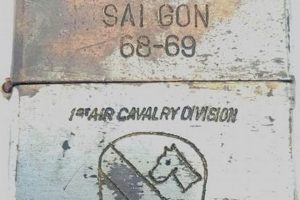 SAI GON
68-69
1ST AIR CAVALRY DIVISION